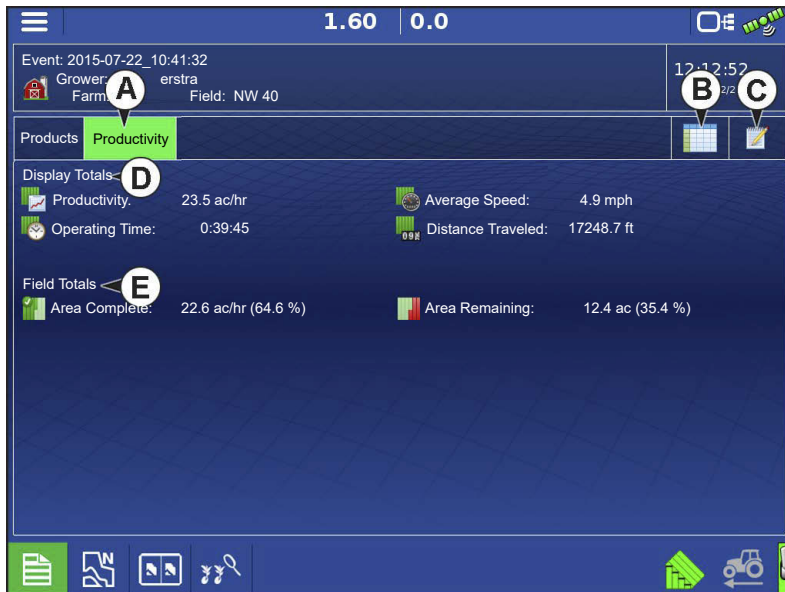 1.60 0.0
Event: 2015-07-22_10:41:32
Grower: erstra
Farm: Field: NW 40
12:12:52
2/2
A
B
C
Products Productivity
Display Totals
D
Productivity: 23.5 ac/hr Average Speed: 4.9 mph
Operating Time: 0:39:45 Distance Traveled: 17248.7 ft
Field Totals
E
Area Complete: 22.6 ac/hr (64.6 %) Area Remaining: 12.4 ac (35.4 %)
N